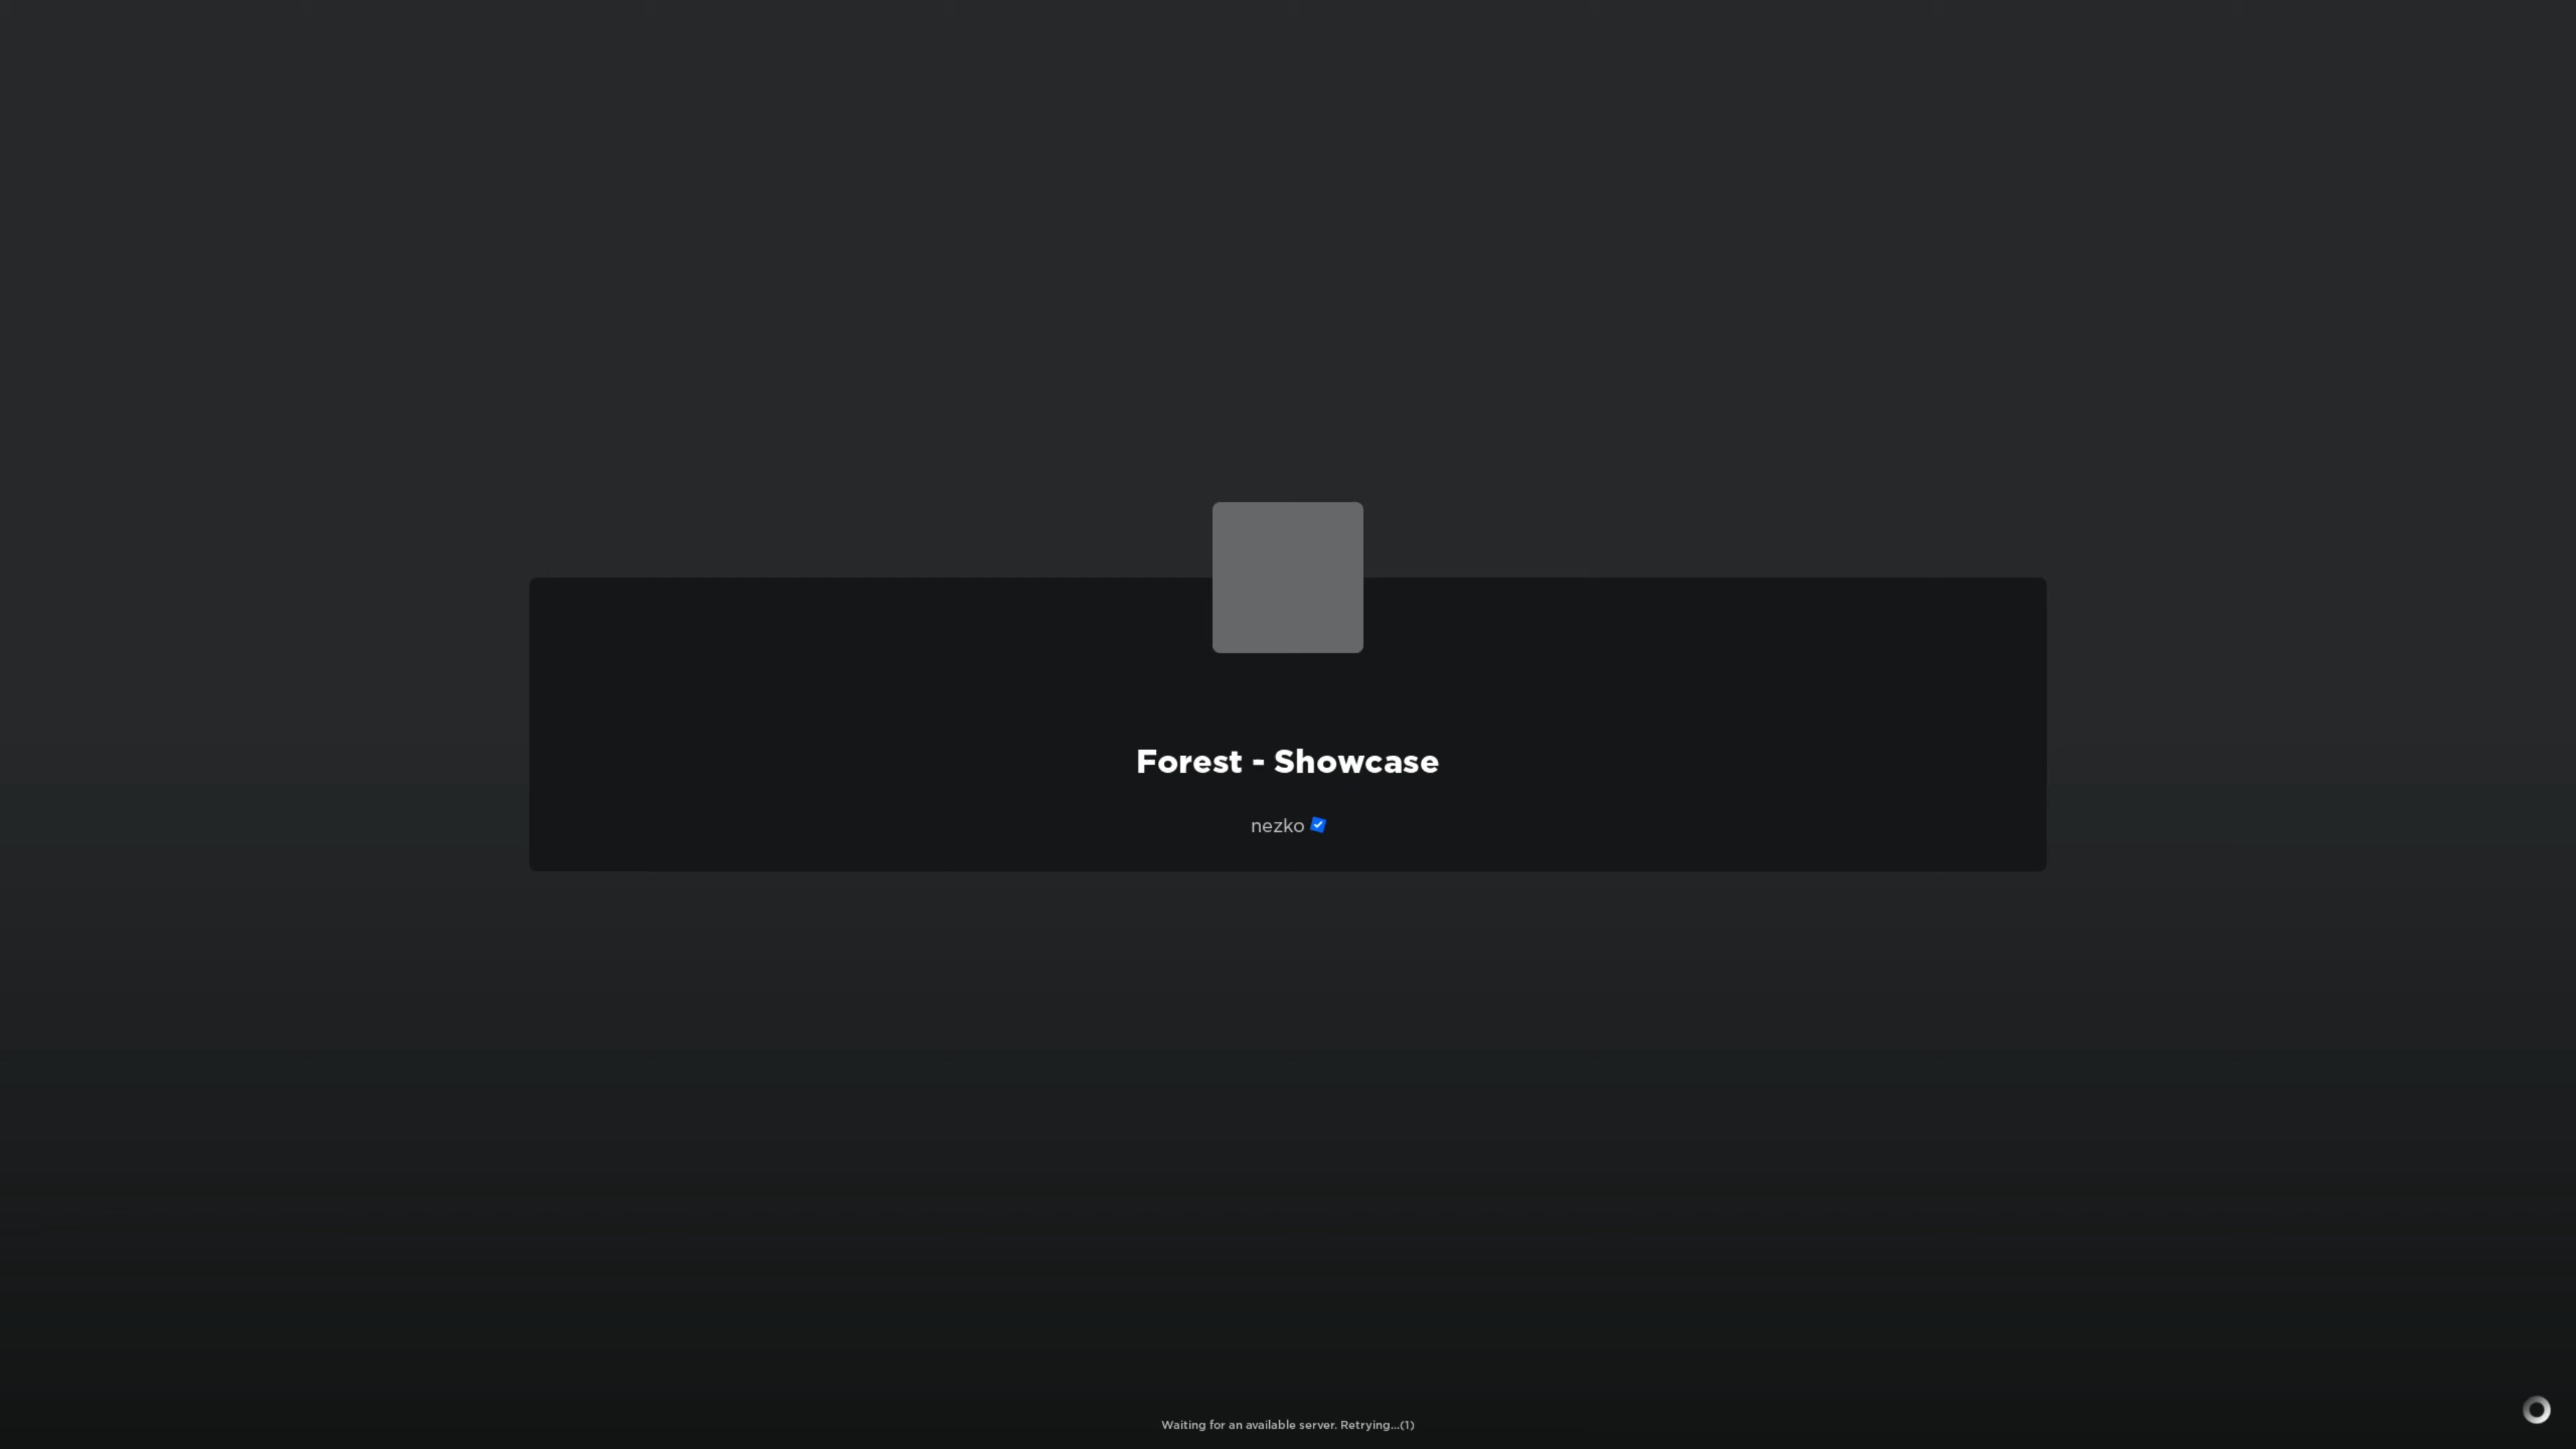 Forest - Showcase
nezko
Waiting for an available server. Retrying...(1)